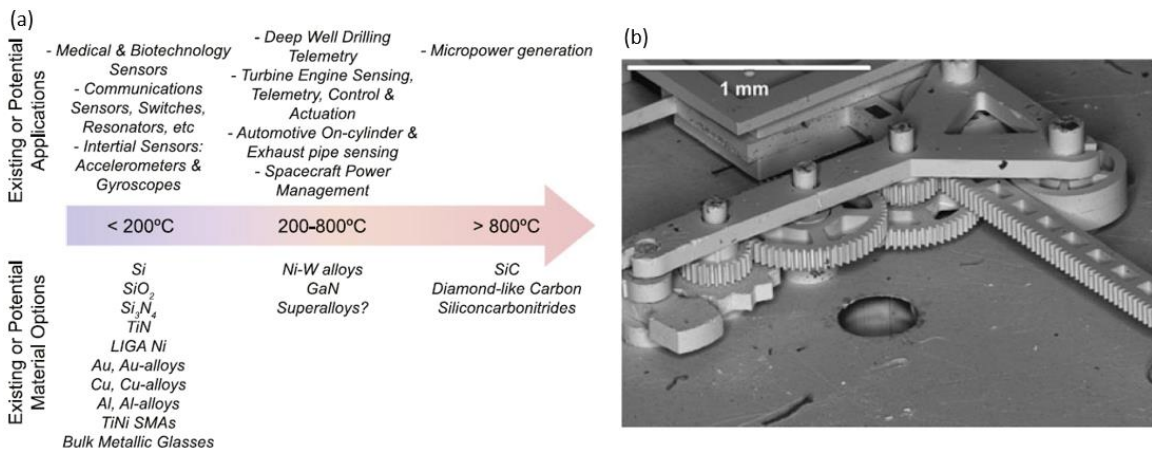 (a)
Existing or Potential
Applications
- Medical & Biotechnology
Sensors
- Communications
Sensors, Switches,
Resonators, etc
- Intertial Sensors:
Accelerometers &
Gyroscopes
- Deep Well Drilling
Telemetry
- Turbine Engine Sensing,
Telemetry, Control &
Actuation
- Automotive On-cylinder &
Exhaust pipe sensing
- Spacecraft Power
Management
- Micropower generation
< 200ºC
200-800ºC
> 800ºC
Existing or Potential
Material Options
Si
SiO₂
Si₃N₄
TiN
LIGA Ni
Au, Au-alloys
Cu, Cu-alloys
Al, Al-alloys
TiNi SMAs
Bulk Metallic Glasses
Ni-W alloys
GaN
Superalloys?
SiC
Diamond-like Carbon
Siliconcarbonitrides
(b)
1 mm